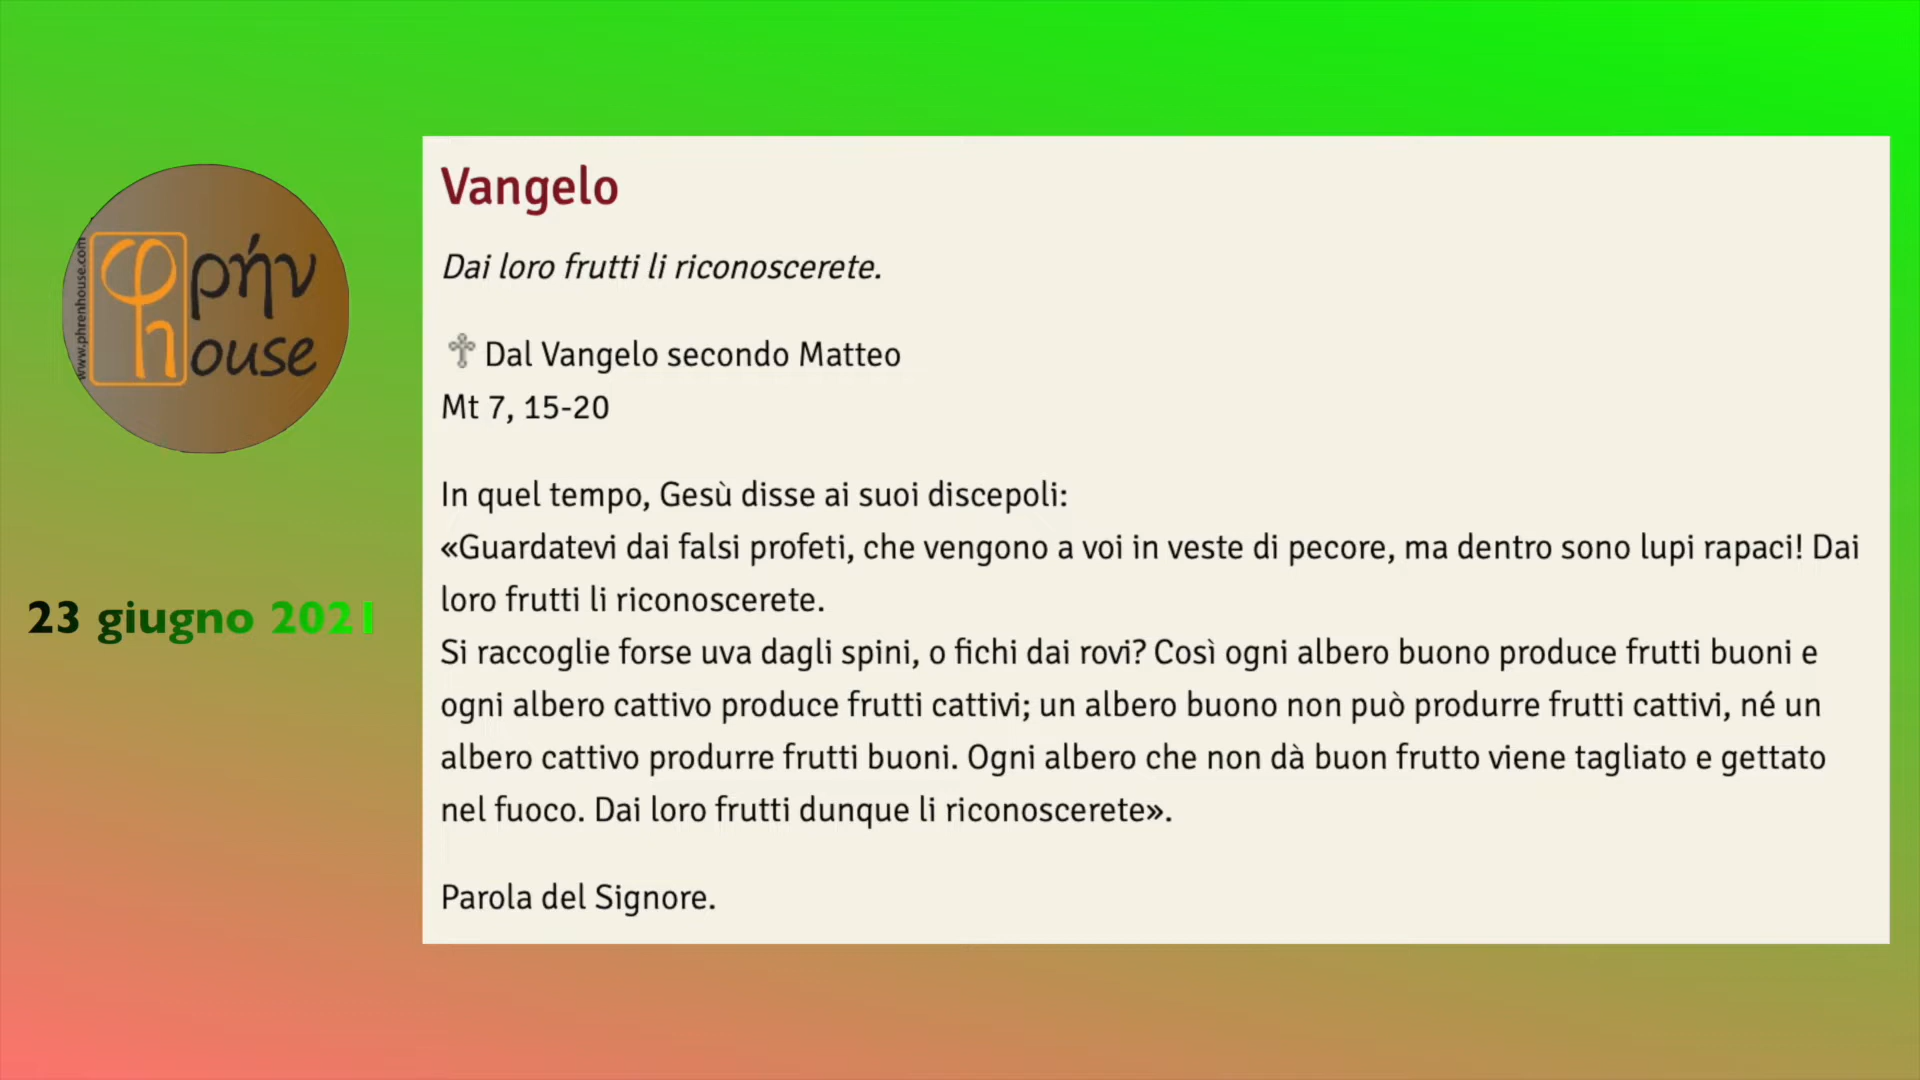 www.phrenhouse.com
φρήν
house
23 giugno 2021
Vangelo
Dai loro frutti li riconoscerete.
Dal Vangelo secondo Matteo
Mt 7, 15-20
In quel tempo, Gesù disse ai suoi discepoli:
«Guardatevi dai falsi profeti, che vengono a voi in veste di pecore, ma dentro sono lupi rapaci! Dai
loro frutti li riconoscerete.
Si raccoglie forse uva dagli spini, o fichi dai rovi? Così ogni albero buono produce frutti buoni e
ogni albero cattivo produce frutti cattivi; un albero buono non può produrre frutti cattivi, né un
albero cattivo produrre frutti buoni. Ogni albero che non dà buon frutto viene tagliato e gettato
nel fuoco. Dai loro frutti dunque li riconoscerete».
Parola del Signore.